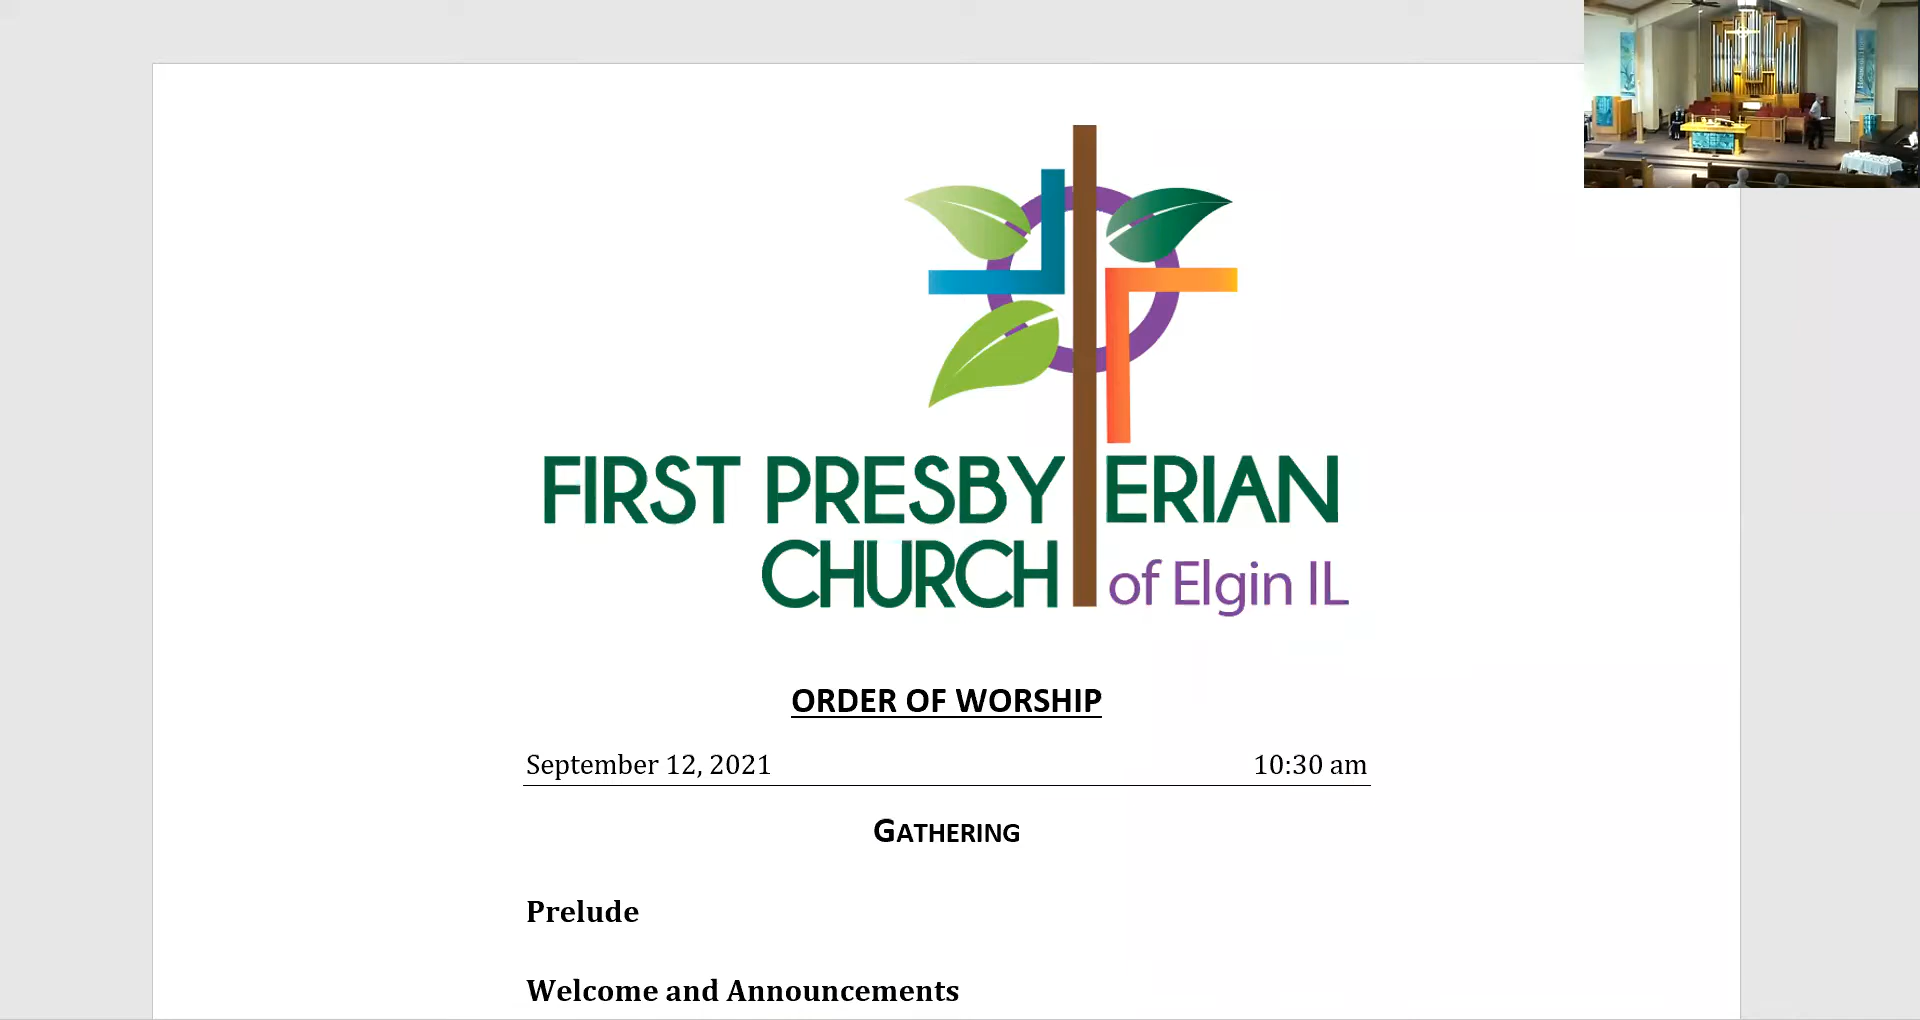 FIRST PRESBYTERIAN
CHURCH of Elgin IL
ORDER OF WORSHIP
September 12, 2021 10:30 am
GATHERING
Prelude
Welcome and Announcements